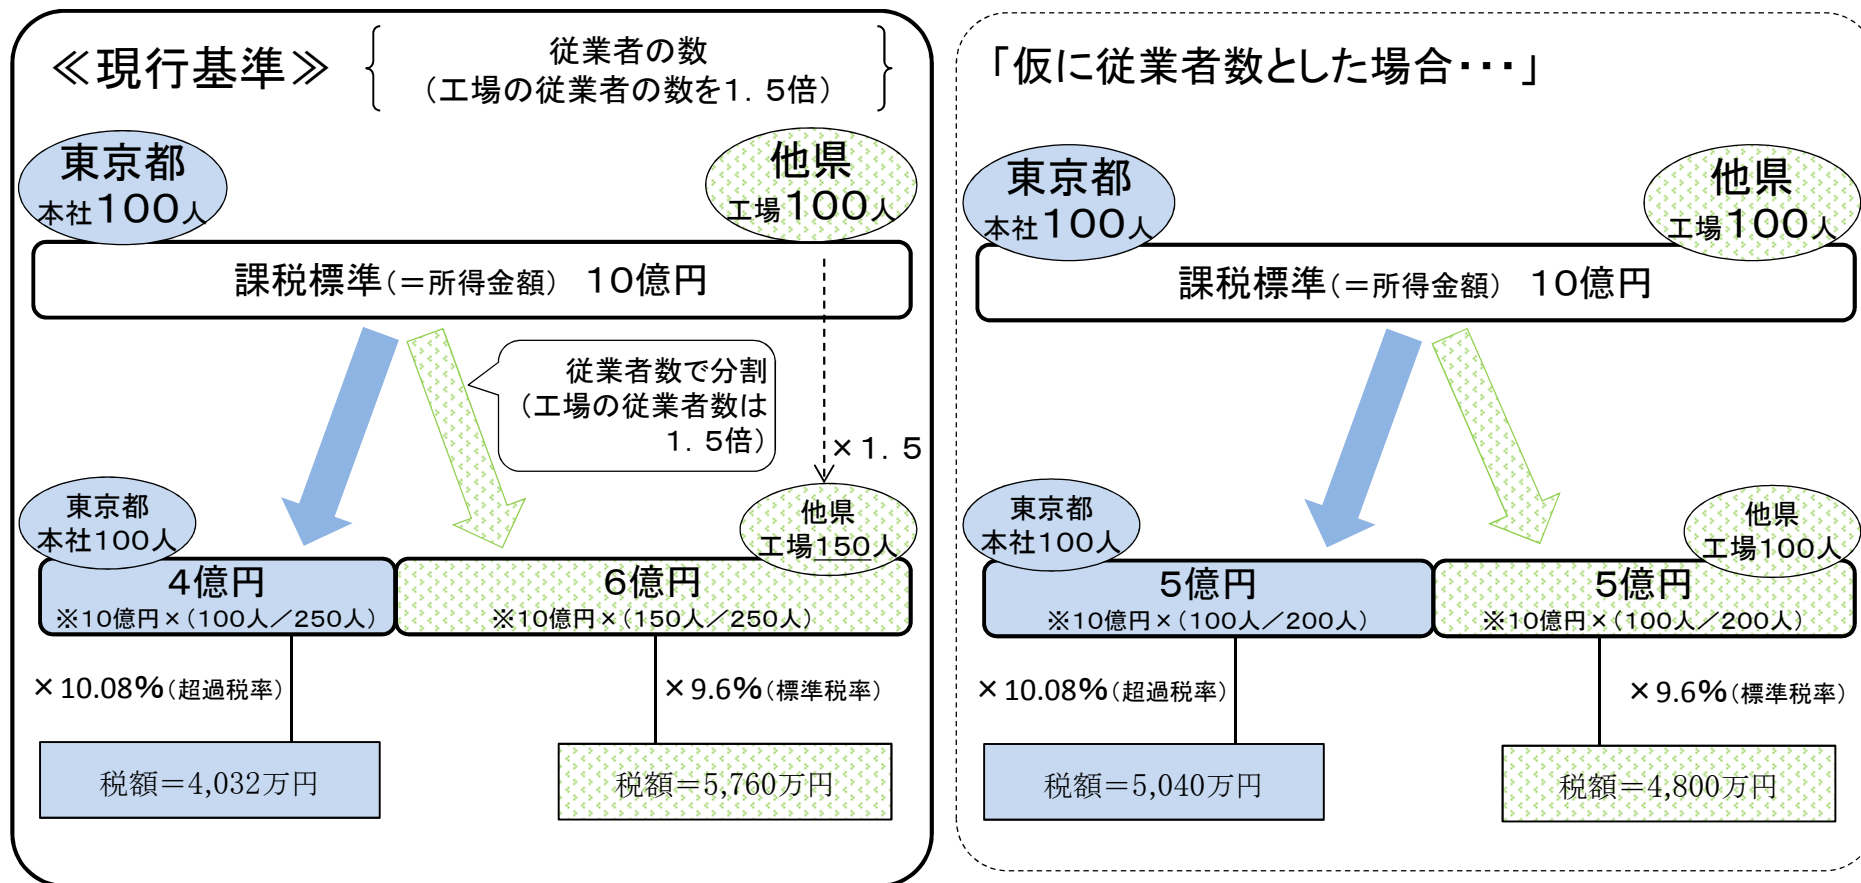 ≪現行基準≫
従業者の数
（工場の従業者の数を１．５倍）
東京都
本社１００人
他県
工場１００人
課税標準（＝所得金額）　１０億円
従業者数で分割
（工場の従業者数は
１．５倍）
×１．５
東京都
本社１００人
他県
工場１５０人
４億円
※１０億円×（１００人／２５０人）
６億円
※１０億円×（１５０人／２５０人）
×10.08%（超過税率）
×9.6%（標準税率）
税額＝4,032万円
税額＝5,760万円
「仮に従業者数とした場合・・・」
東京都
本社１００人
他県
工場１００人
課税標準（＝所得金額）　１０億円
東京都
本社１００人
他県
工場１００人
５億円
※１０億円×（１００人／２００人）
５億円
※１０億円×（１００人／２００人）
×10.08%（超過税率）
×9.6%（標準税率）
税額＝5,040万円
税額＝4,800万円